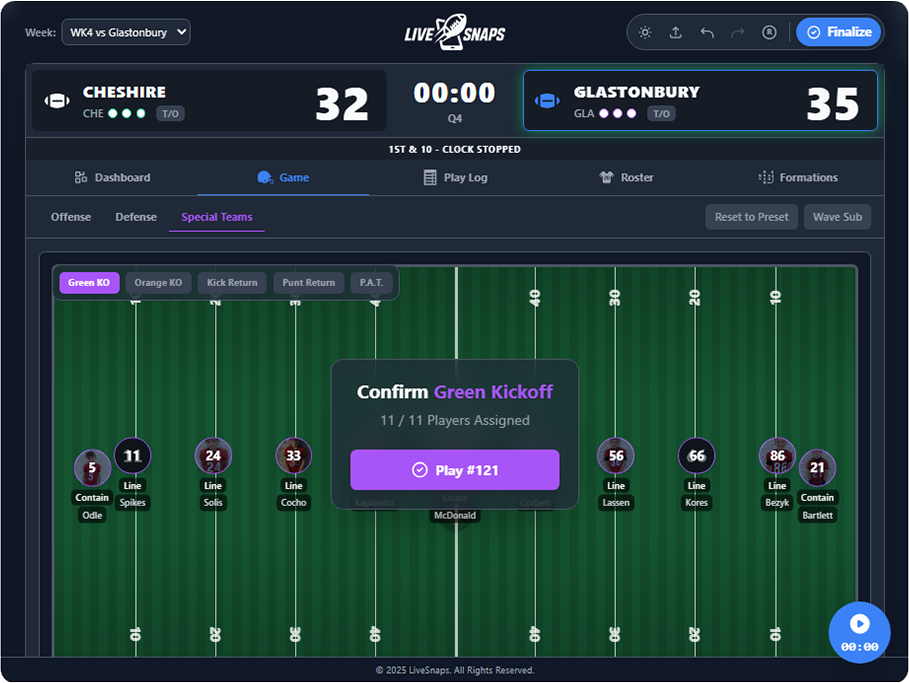 Week:
WK4 vs Glastonbury
LIVE SNAPS
R
Finalize
CHESHIRE
CHE
T/O
32
00:00
Q4
GLASTONBURY
GLA
T/O
35
1ST & 10 - CLOCK STOPPED
Dashboard
Game
Play Log
Roster
Formations
Offense
Defense
Special Teams
Reset to Preset
Wave Sub
Green KO
Orange KO
Kick Return
Punt Return
P.A.T.
40
30
20
10
Confirm Green Kickoff
11 / 11 Players Assigned
Play #121
5
Contain
Odle
11
Line
Spikes
24
Line
Solis
33
Line
Cocho
Kaplowitz
Kicker
McDonald
Corbett
56
Line
Lassen
66
Line
Kores
86
Line
Bezyk
21
Contain
Bartlett
10
20
30
40
40
30
20
10
00:00
© 2025 LiveSnaps. All Rights Reserved.